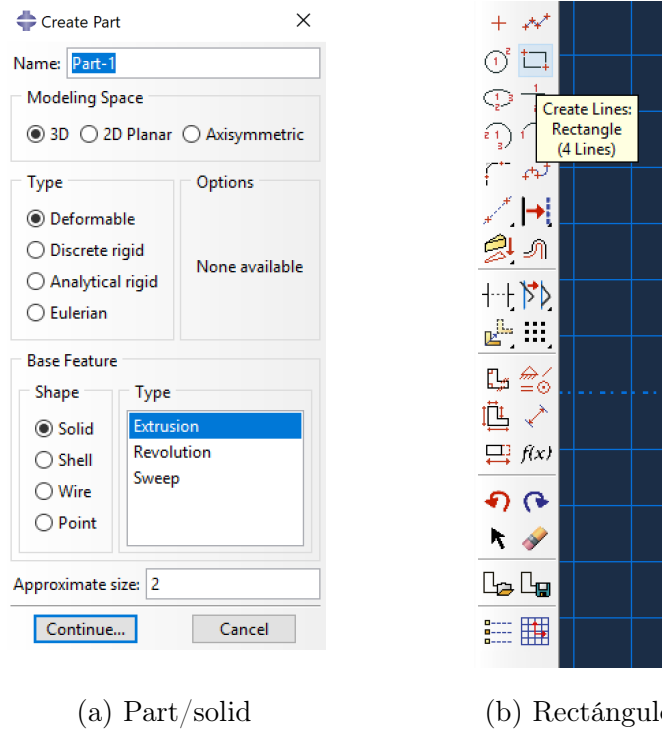 Create Part
Name: Part-1
Modeling Space
3D 2D Planar Axisymmetric
Type
Deformable
Discrete rigid
Analytical rigid
Eulerian
Options
None available
Base Feature
Shape
Solid
Shell
Wire
Point
Type
Extrusion
Revolution
Sweep
Approximate size: 2
Continue... Cancel
(a) Part/solid
Create Lines:
Rectangle
(4 Lines)
f(x)
(b) Rectángulo